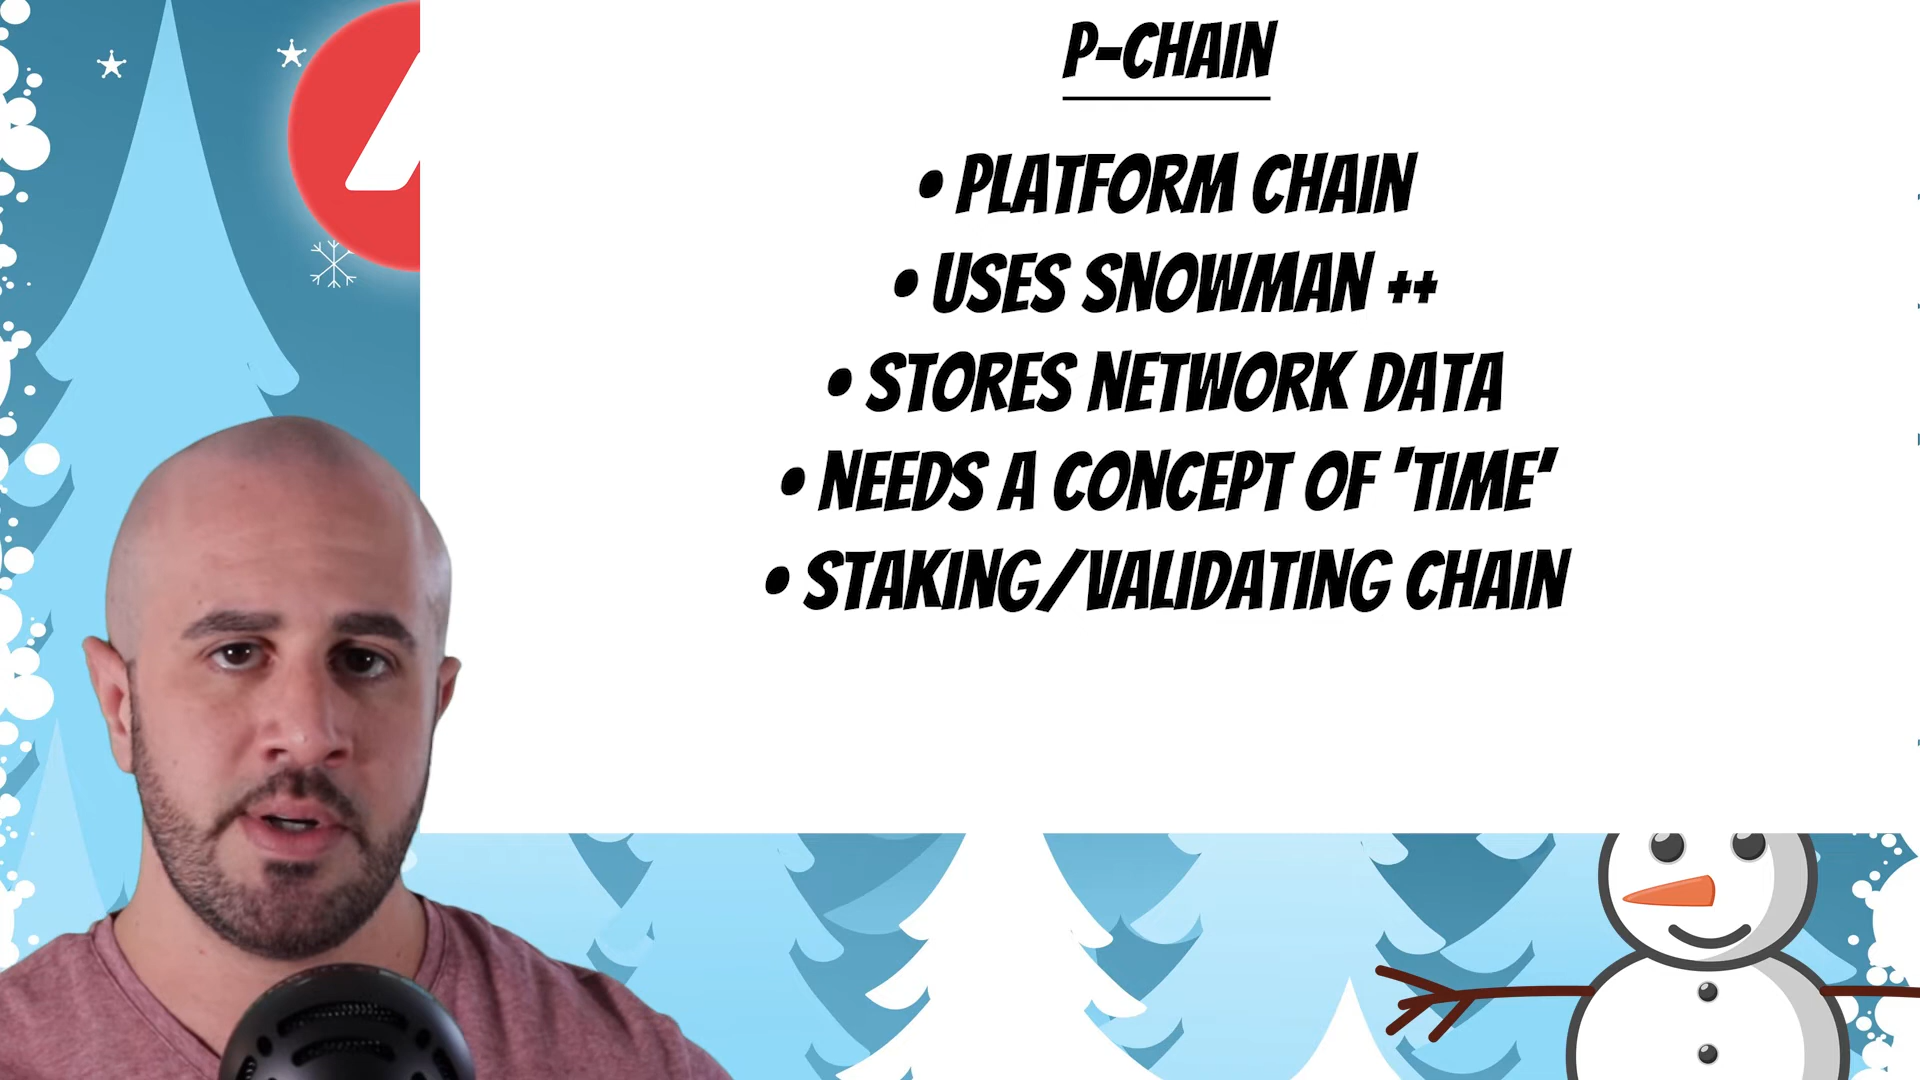 P-CHAIN
• PLATFORM CHAIN
• USES SNOWMAN ++
• STORES NETWORK DATA
• NEEDS A CONCEPT OF 'TIME'
• STAKING/VALIDATING CHAIN